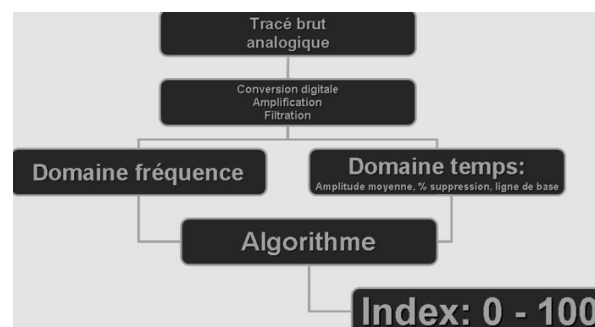 Tracé brut
analogique
Conversion digitale
Amplification
Filtration
Domaine fréquence
Domaine temps:
Amplitude moyenne, % suppression, ligne de base
Algorithme
Index: 0 - 100